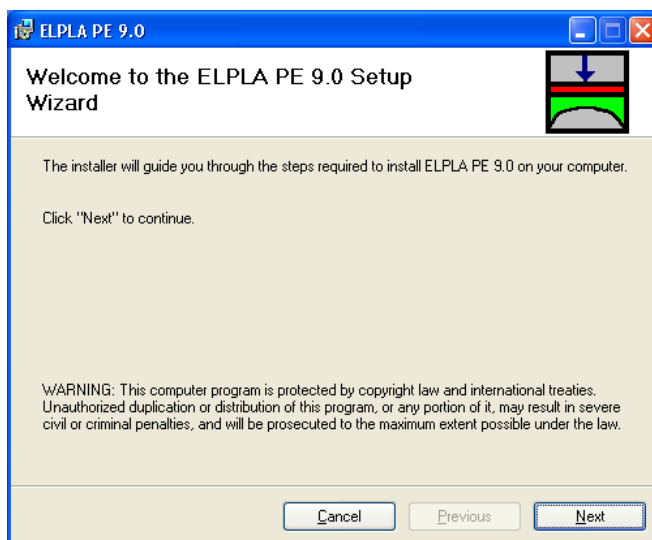 ELPLA PE 9.0
Welcome to the ELPLA PE 9.0 Setup
Wizard
The installer will guide you through the steps required to install ELPLA PE 9.0 on your computer.
Click "Next" to continue.
WARNING: This computer program is protected by copyright law and international treaties.
Unauthorized duplication or distribution of this program, or any portion of it, may result in severe
civil or criminal penalties, and will be prosecuted to the maximum extent possible under the law.
Cancel Previous Next